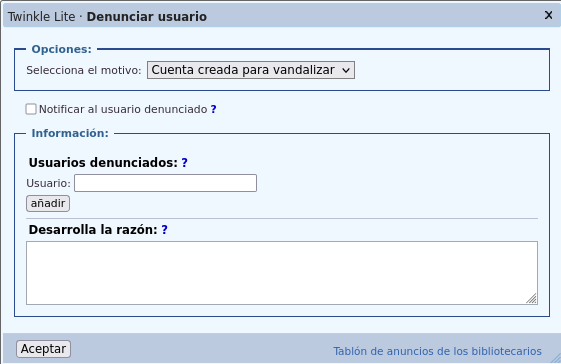 Twinkle Lite · Denunciar usuario X
Opciones:
Selecciona el motivo: Cuenta creada para vandalizar
Notificar al usuario denunciado ?
Información:
Usuarios denunciados: ?
Usuario:
añadir
Desarrolla la razón: ?
Aceptar Tablón de anuncios de los bibliotecarios